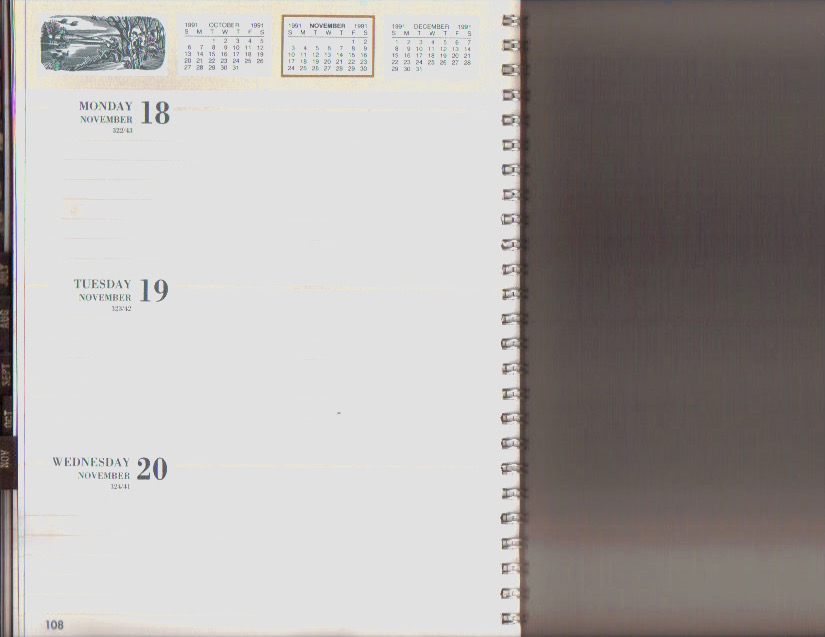 1991 OCTOBER 1991
S M T W T F S
1 2 3 4 5
6 7 8 9 10 11 12
13 14 15 16 17 18 19
20 21 22 23 24 25 26
27 28 29 30 31
1991 NOVEMBER 1991
S M T W T F S
1 2
3 4 5 6 7 8 9
10 11 12 13 14 15 16
17 18 19 20 21 22 23
24 25 26 27 28 29 30
1991 DECEMBER 1991
S M T W T F S
1 2 3 4 5 6 7
8 9 10 11 12 13 14
15 16 17 18 19 20 21
22 23 24 25 26 27 28
29 30 31
MONDAY 18
NOVEMBER
322/43
TUESDAY 19
NOVEMBER
323/42
WEDNESDAY 20
NOVEMBER
324/41
JULY
AUG
SEPT
OCT
NOV
108